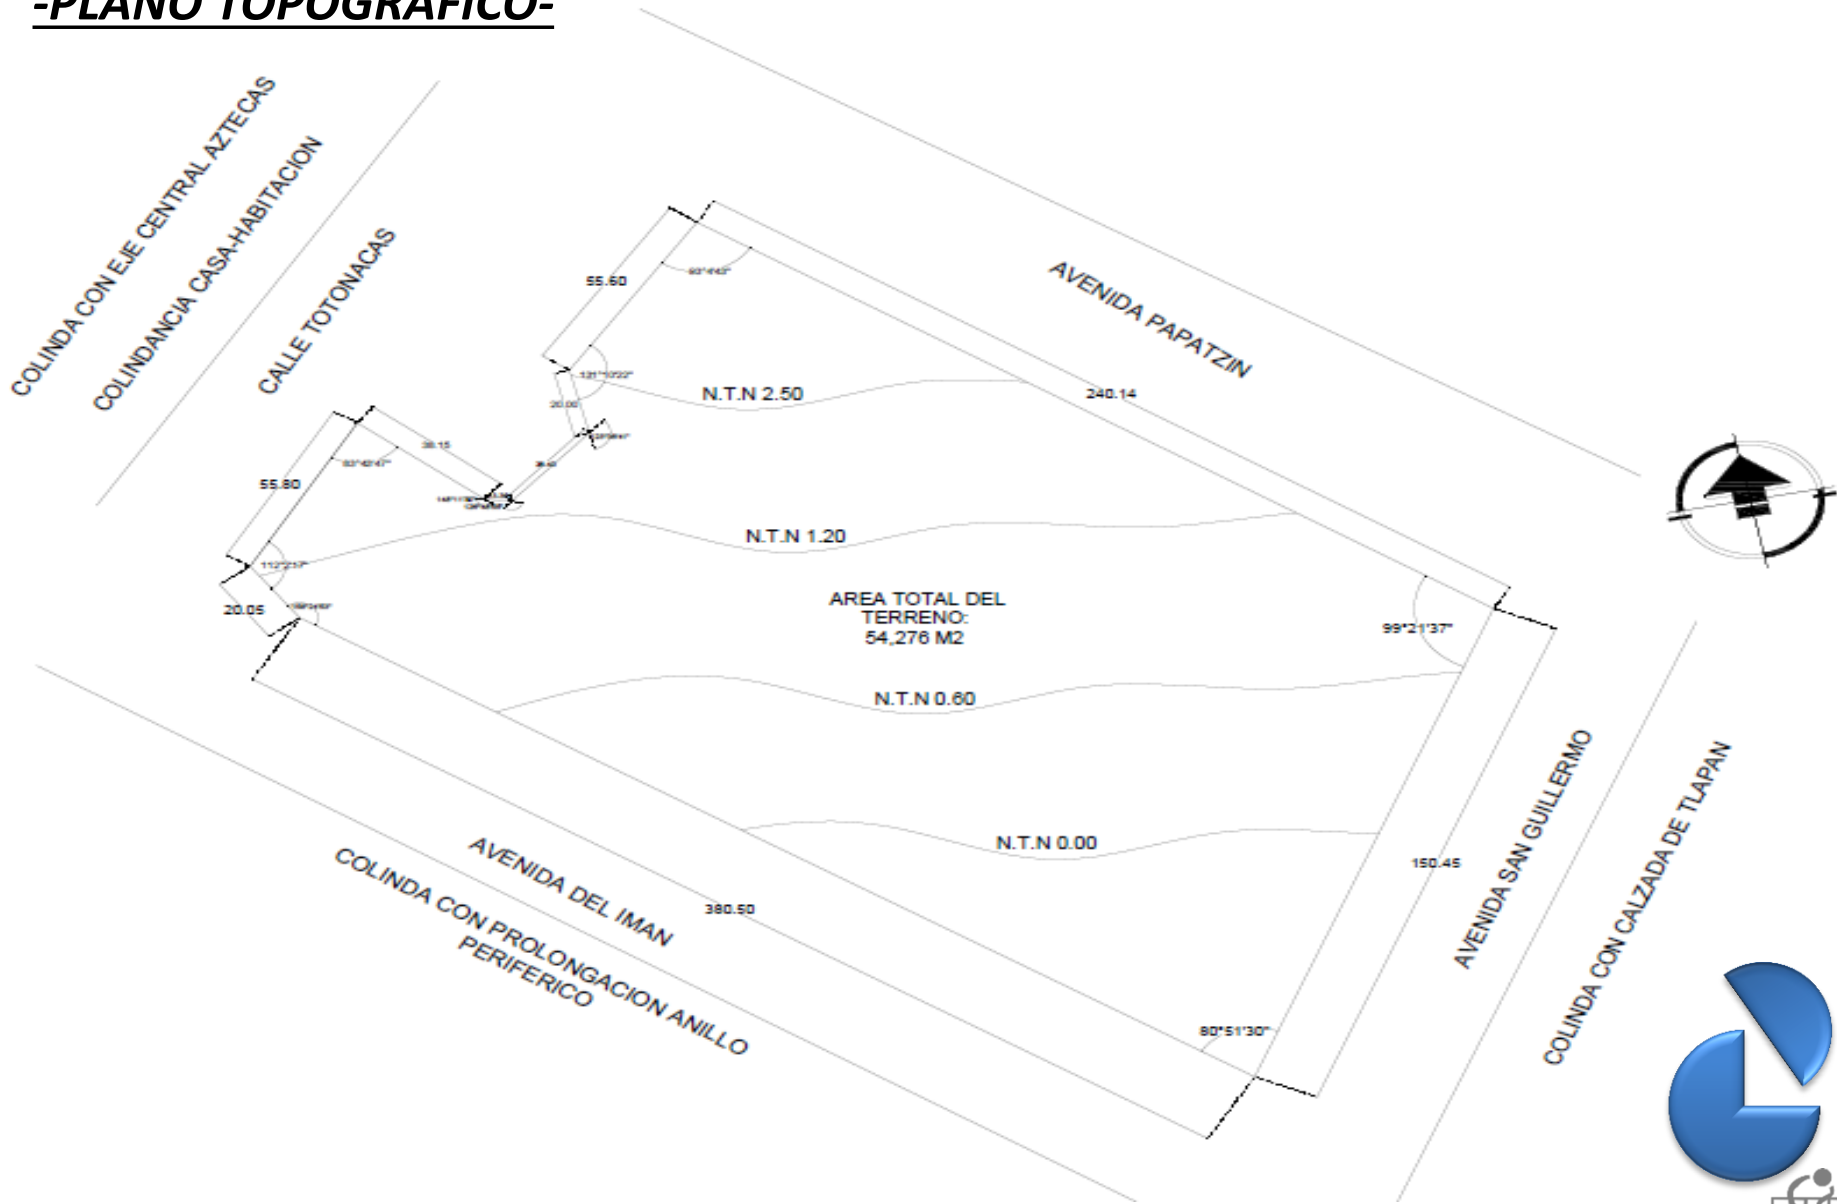 -PLANO TOPOGRAFICO-
COLINDA CON EJE CENTRAL AZTECAS
COLINDANCIA CASA-HABITACION
CALLE TOTONACAS
AVENIDA PAPATZIN
55.60
240.14
N.T.N 2.50
20.00
55.80
N.T.N 1.20
AREA TOTAL DEL
TERRENO:
54,276 M2
20.05
99°21'37"
N.T.N 0.60
N.T.N 0.00
150.45
AVENIDA SAN GUILLERMO
COLINDA CON CALZADA DE TLAPAN
AVENIDA DEL IMAN
380.50
COLINDA CON PROLONGACION ANILLO
PERIFERICO
80°51'30"